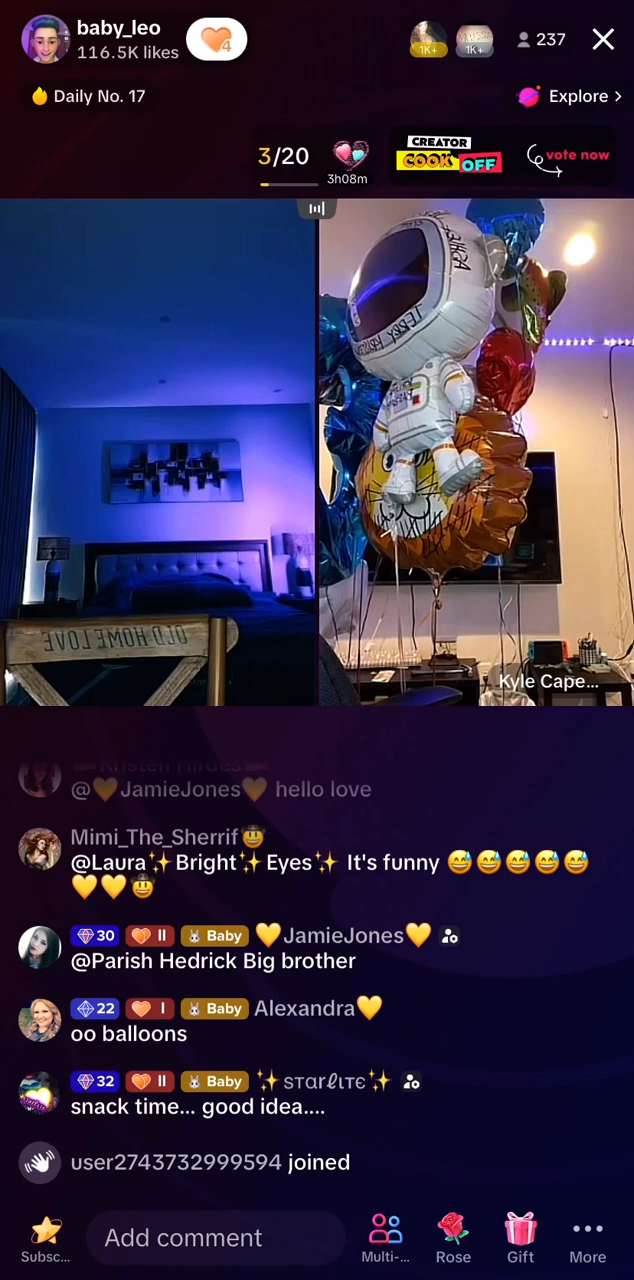 baby_leo
116.5K likes
4
1K+
1K+
237
Daily No. 17
Explore >
3/20
3h08m
CREATOR
COOK OFF
vote now
OLD HOME LOVE
Kyle Cape...
Kristen Hirdes
@💛JamieJones💛 hello love
Mimi_The_Sherrif🤠
@Laura✨Bright✨Eyes✨ It's funny 😅😅😅😅😅
💛💛🤠
30 II Baby 💛JamieJones💛
@Parish Hedrick Big brother
22 I Baby Alexandra💛
oo balloons
32 II Baby ✨ѕтαrℓιтє✨
snack time... good idea....
user2743732999594 joined
Subsc...
Add comment
Multi-...
Rose
Gift
More